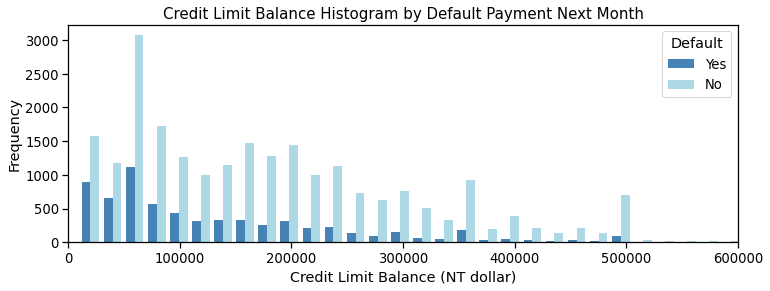 Credit Limit Balance Histogram by Default Payment Next Month
Default
Yes
No
3000
2500
2000
1500
1000
500
0
Frequency
0 100000 200000 300000 400000 500000 600000
Credit Limit Balance (NT dollar)